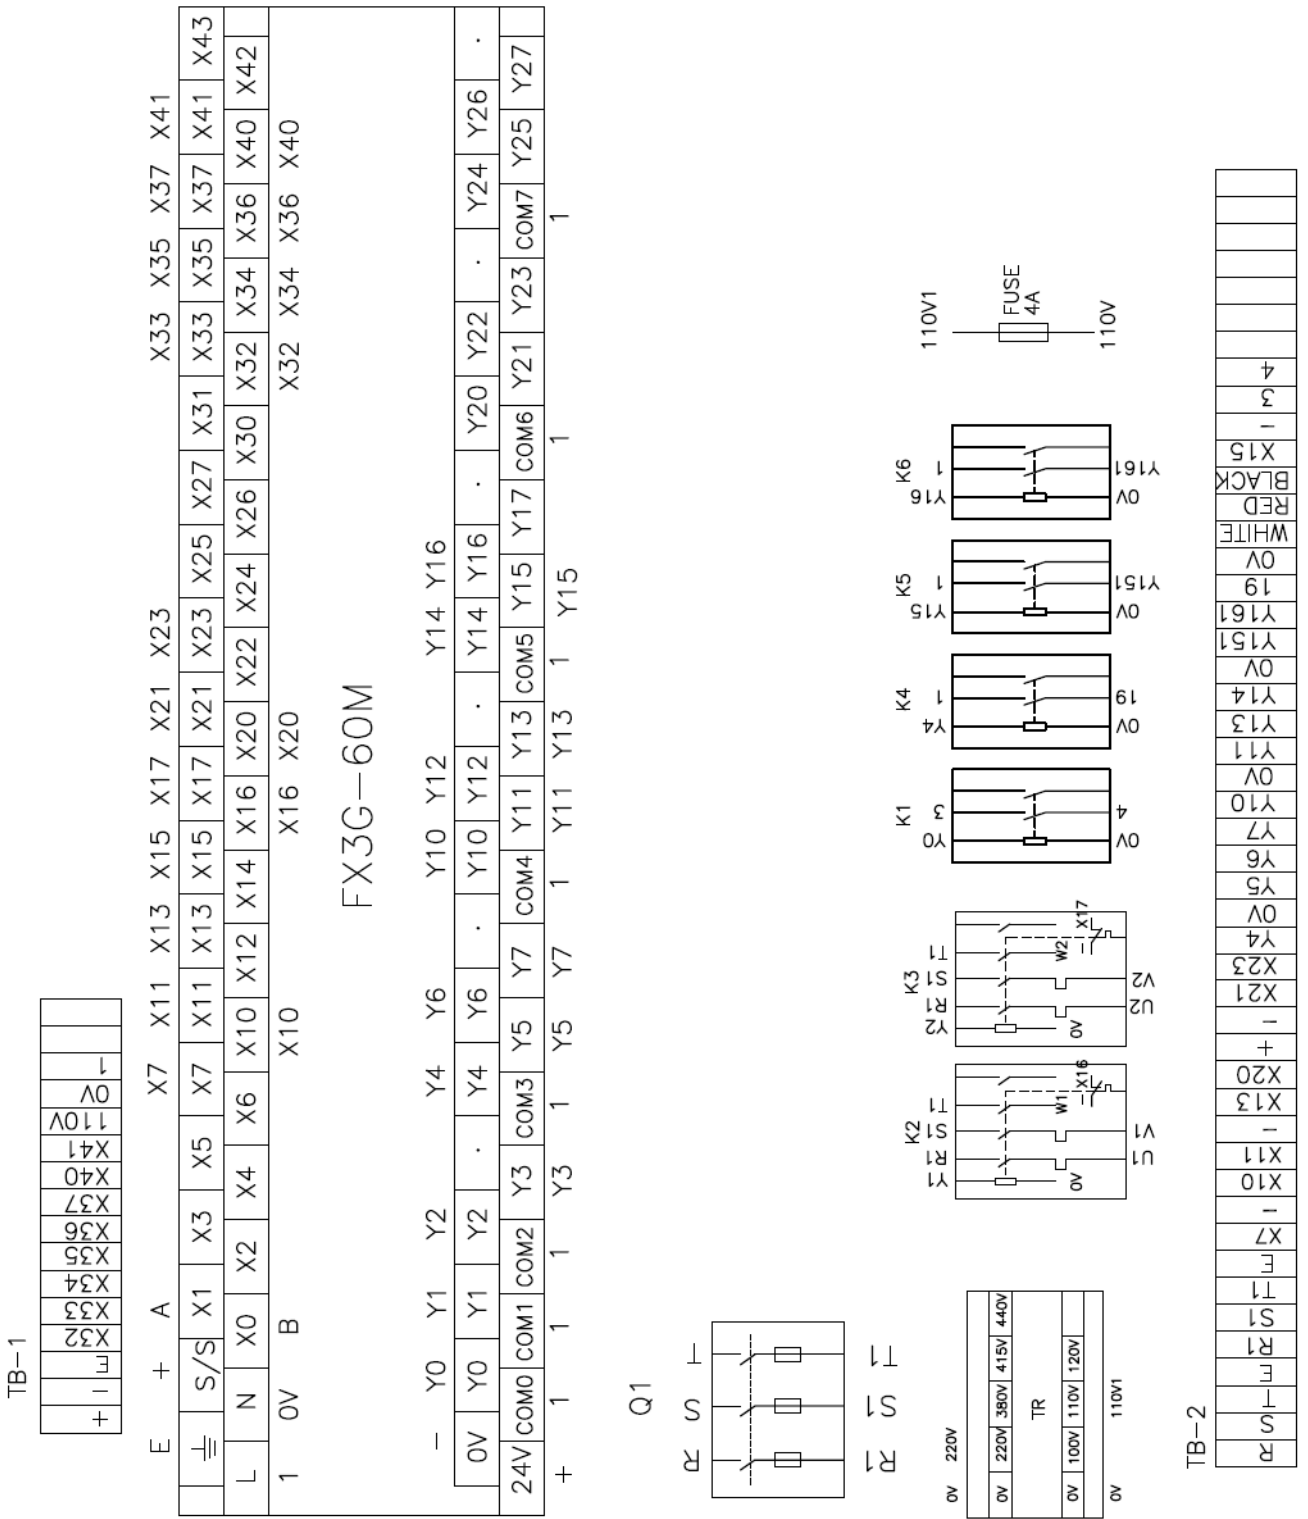 TB-1
+ - E X32 X33 X34 X35 X36 X37 X40 X41 110V 0V 1
E + A X7 X11 X13 X15 X17 X21 X23 X33 X35 X37 X41
S/S X1 X3 X5 X7 X11 X13 X15 X17 X21 X23 X25 X27 X31 X33 X35 X37 X41 X43
L N X0 X2 X4 X6 X10 X12 X14 X16 X20 X22 X24 X26 X30 X32 X34 X36 X40 X42
1 0V B X10 X16 X20 X32 X34 X36 X40
FX3G-60M
- Y0 Y1 Y2 Y4 Y6 Y10 Y12 Y14 Y16
0V Y0 Y1 Y2 . Y4 Y6 . Y10 Y12 . Y14 Y16 . Y20 Y22 . Y24 Y26 .
24V COM0 COM1 COM2 Y3 COM3 Y5 Y7 COM4 Y11 Y13 COM5 Y15 Y17 COM6 Y21 Y23 COM7 Y25 Y27
+ 1 1 1 Y3 1 Y5 Y7 1 Y11 Y13 1 Y15 1 1
Q1
R S T
R1 S1 T1
0V 220V
0V 220V 380V 415V 440V
TR
0V 100V 110V 120V
0V 110V1
K2
Y1 R1 S1 T1
0V W1 - X16
U1 V1
K3
Y2 R1 S1 T1
0V W2 - X17
U2 V2
K1
Y0 3
0V 4
K4
Y4 1
0V 19
K5
Y15 1
0V Y151
K6
Y16 1
0V Y161
110V1
FUSE
4A
110V
TB-2
R S T E R1 S1 T1 E X7 - X10 X11 - X13 X20 + - X21 X23 Y4 0V Y5 Y6 Y7 Y10 0V Y11 Y13 Y14 0V Y151 Y161 19 0V WHITE RED BLACK X15 - 3 4